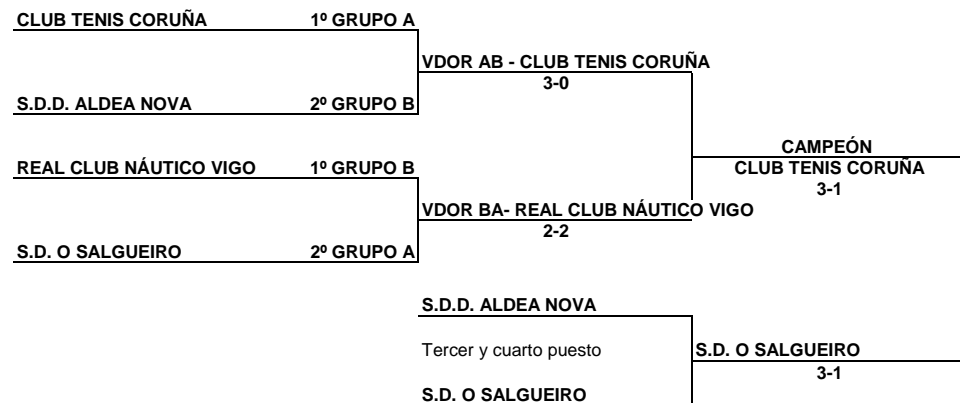 CLUB TENIS CORUÑA 1º GRUPO A
VDOR AB - CLUB TENIS CORUÑA
3-0
S.D.D. ALDEA NOVA 2º GRUPO B
CAMPEÓN
REAL CLUB NÁUTICO VIGO 1º GRUPO B
CLUB TENIS CORUÑA
3-1
VDOR BA- REAL CLUB NÁUTICO VIGO
2-2
S.D. O SALGUEIRO 2º GRUPO A
S.D.D. ALDEA NOVA
Tercer y cuarto puesto S.D. O SALGUEIRO
3-1
S.D. O SALGUEIRO